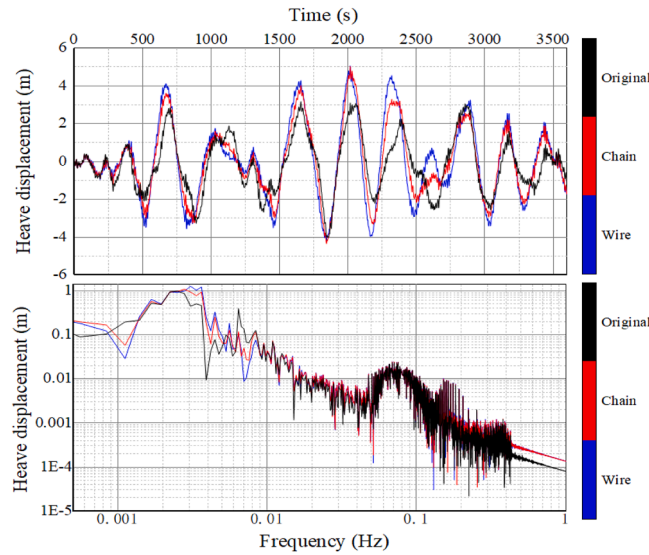 Time (s)
0 500 1000 1500 2000 2500 3000 3500
Heave displacement (m)
6
4
2
0
-2
-4
-6
Original
Chain
Wire
Heave displacement (m)
1
0.1
0.01
0.001
1E-4
1E-5
0.001 0.01 0.1 1
Frequency (Hz)
Original
Chain
Wire